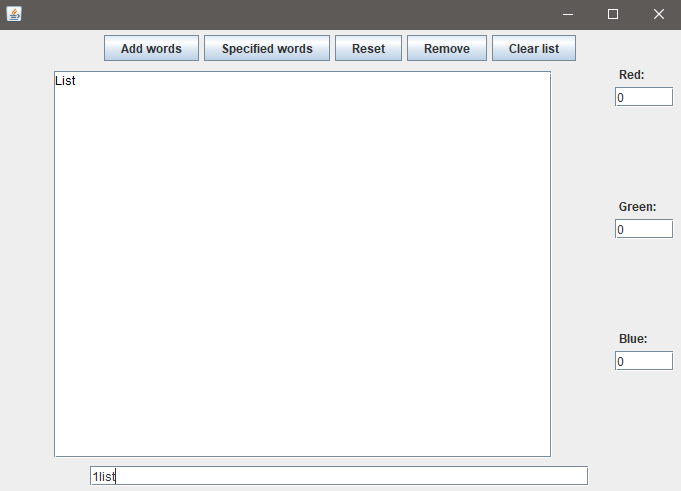 Add words Specified words Reset Remove Clear list
List
Red:
0
Green:
0
Blue:
0
1list